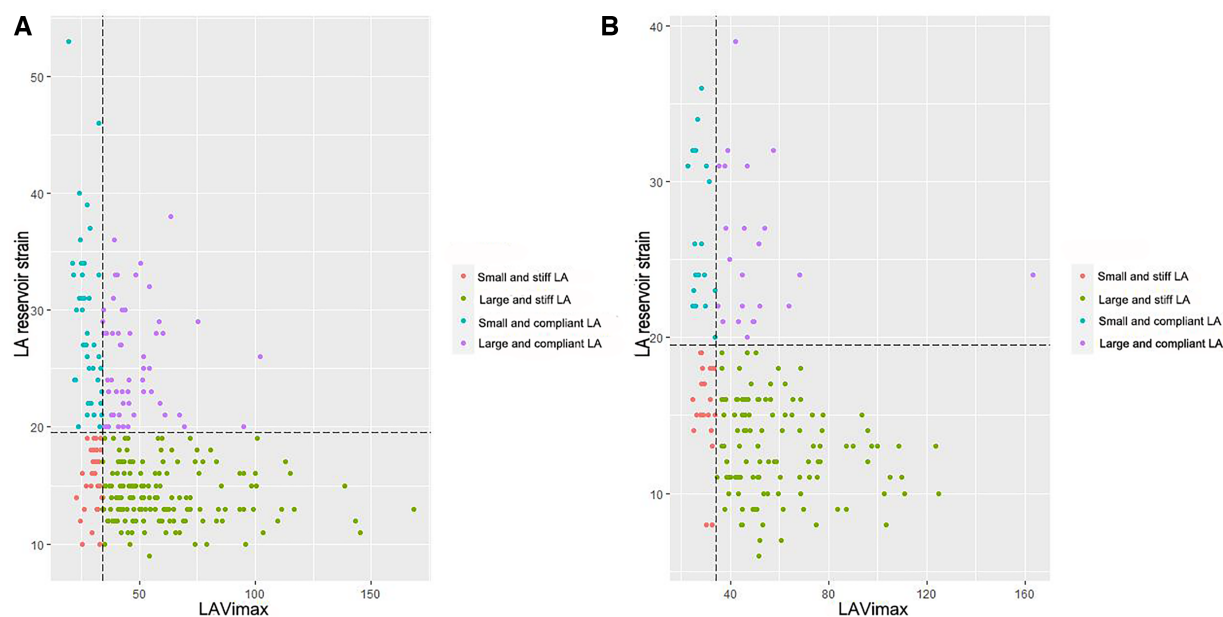 A
50
40
30
20
10
LA reservoir strain
50
100
150
LAVimax
Small and stiff LA
Large and stiff LA
Small and compliant LA
Large and compliant LA
B
40
30
20
10
LA reservoir strain
40
80
120
160
LAVimax
Small and stiff LA
Large and stiff LA
Small and compliant LA
Large and compliant LA